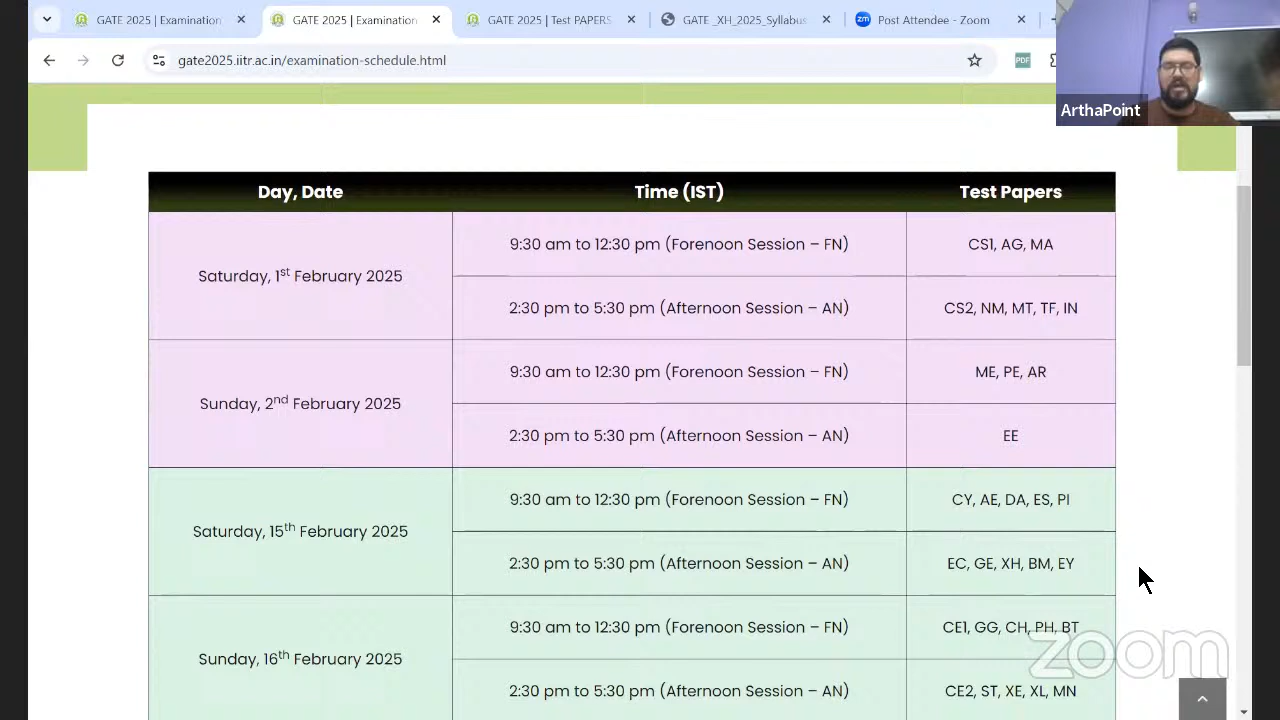 GATE 2025 | Examination
GATE 2025 | Examination
GATE 2025 | Test PAPERS
GATE_XH_2025_Syllabus
zm Post Attendee - Zoom
gate2025.iitr.ac.in/examination-schedule.html
PDF
ArthaPoint
Day, Date Time (IST) Test Papers
Saturday, 1st February 2025
9:30 am to 12:30 pm (Forenoon Session – FN) CS1, AG, MA
2:30 pm to 5:30 pm (Afternoon Session – AN) CS2, NM, MT, TF, IN
Sunday, 2nd February 2025
9:30 am to 12:30 pm (Forenoon Session – FN) ME, PE, AR
2:30 pm to 5:30 pm (Afternoon Session – AN) EE
Saturday, 15th February 2025
9:30 am to 12:30 pm (Forenoon Session – FN) CY, AE, DA, ES, PI
2:30 pm to 5:30 pm (Afternoon Session – AN) EC, GE, XH, BM, EY
Sunday, 16th February 2025
9:30 am to 12:30 pm (Forenoon Session – FN) CE1, GG, CH, PH, BT
2:30 pm to 5:30 pm (Afternoon Session – AN) CE2, ST, XE, XL, MN
zoom